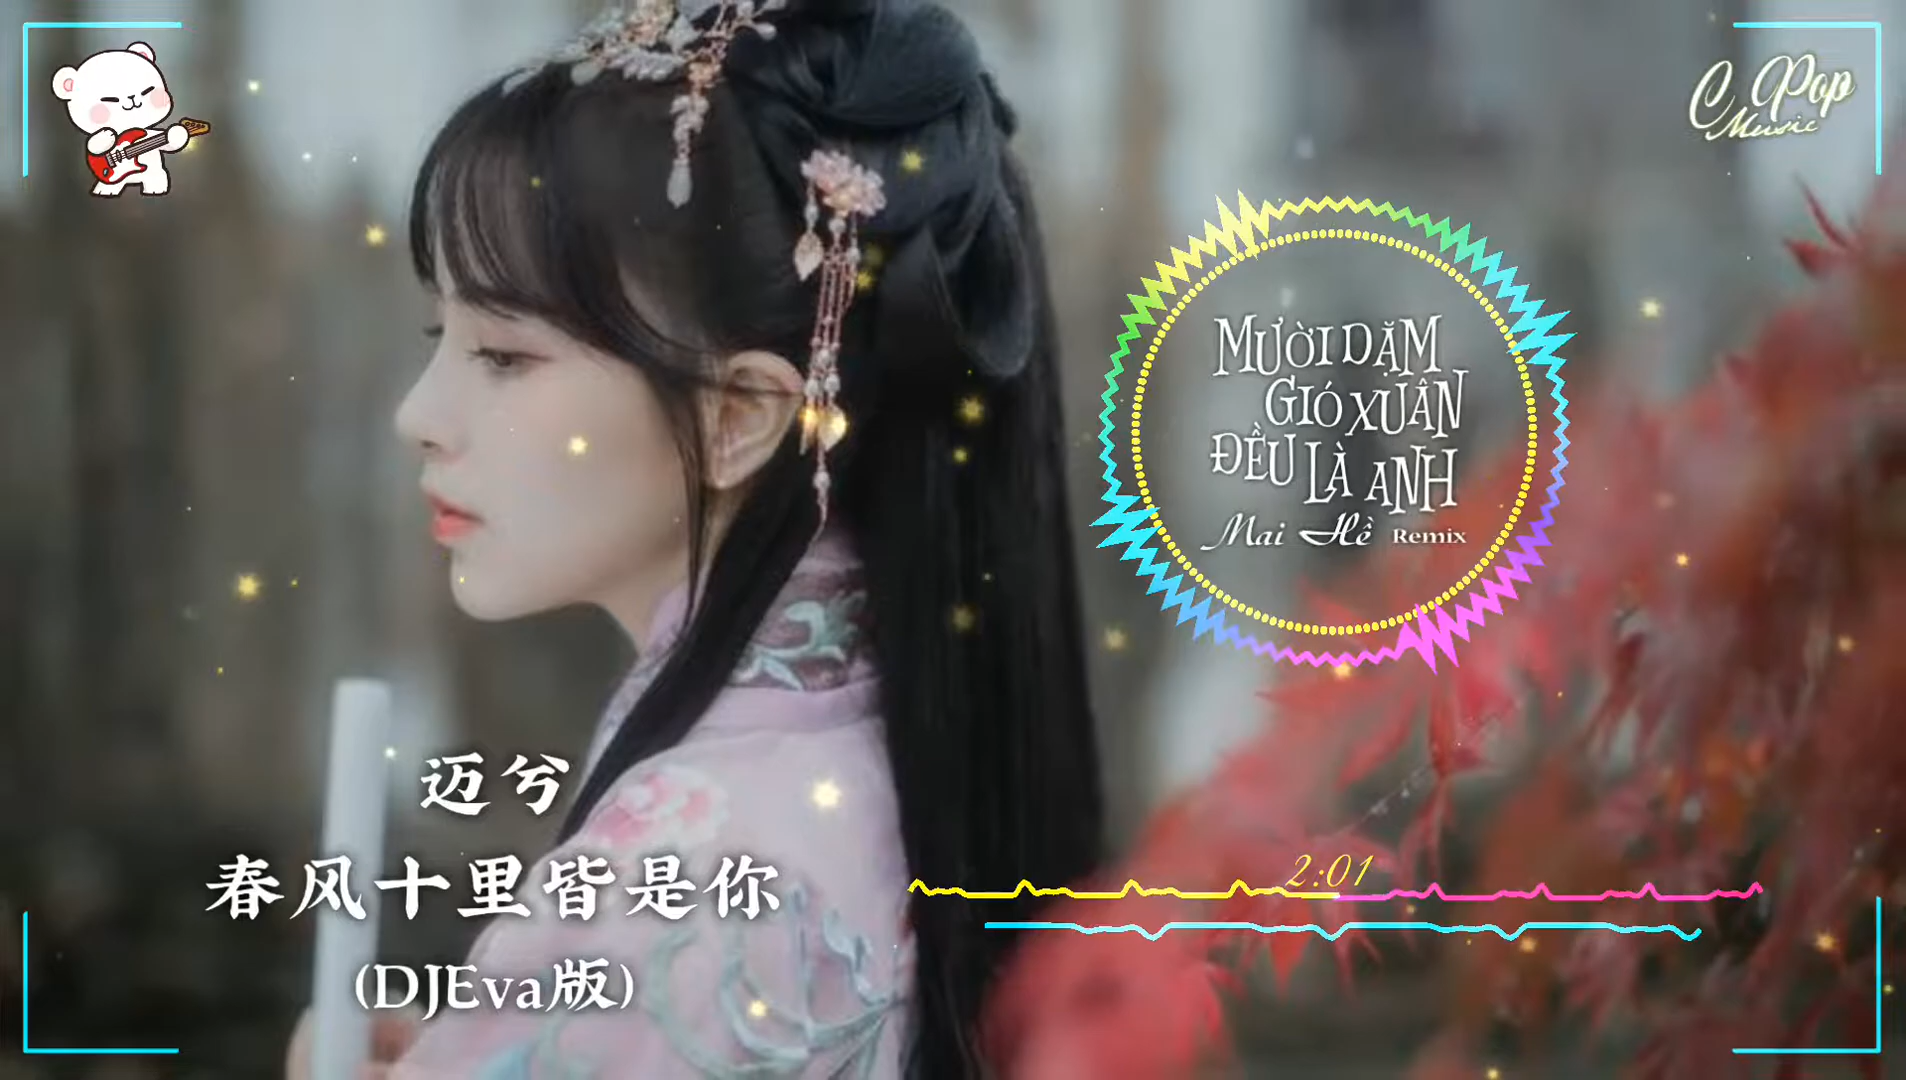 C Pop
Music
MƯỜI DẶM
GIÓ XUÂN
ĐỀU LÀ ANH
Mai Hề Remix
迈兮
春风十里皆是你
(DJEva版)
2:01